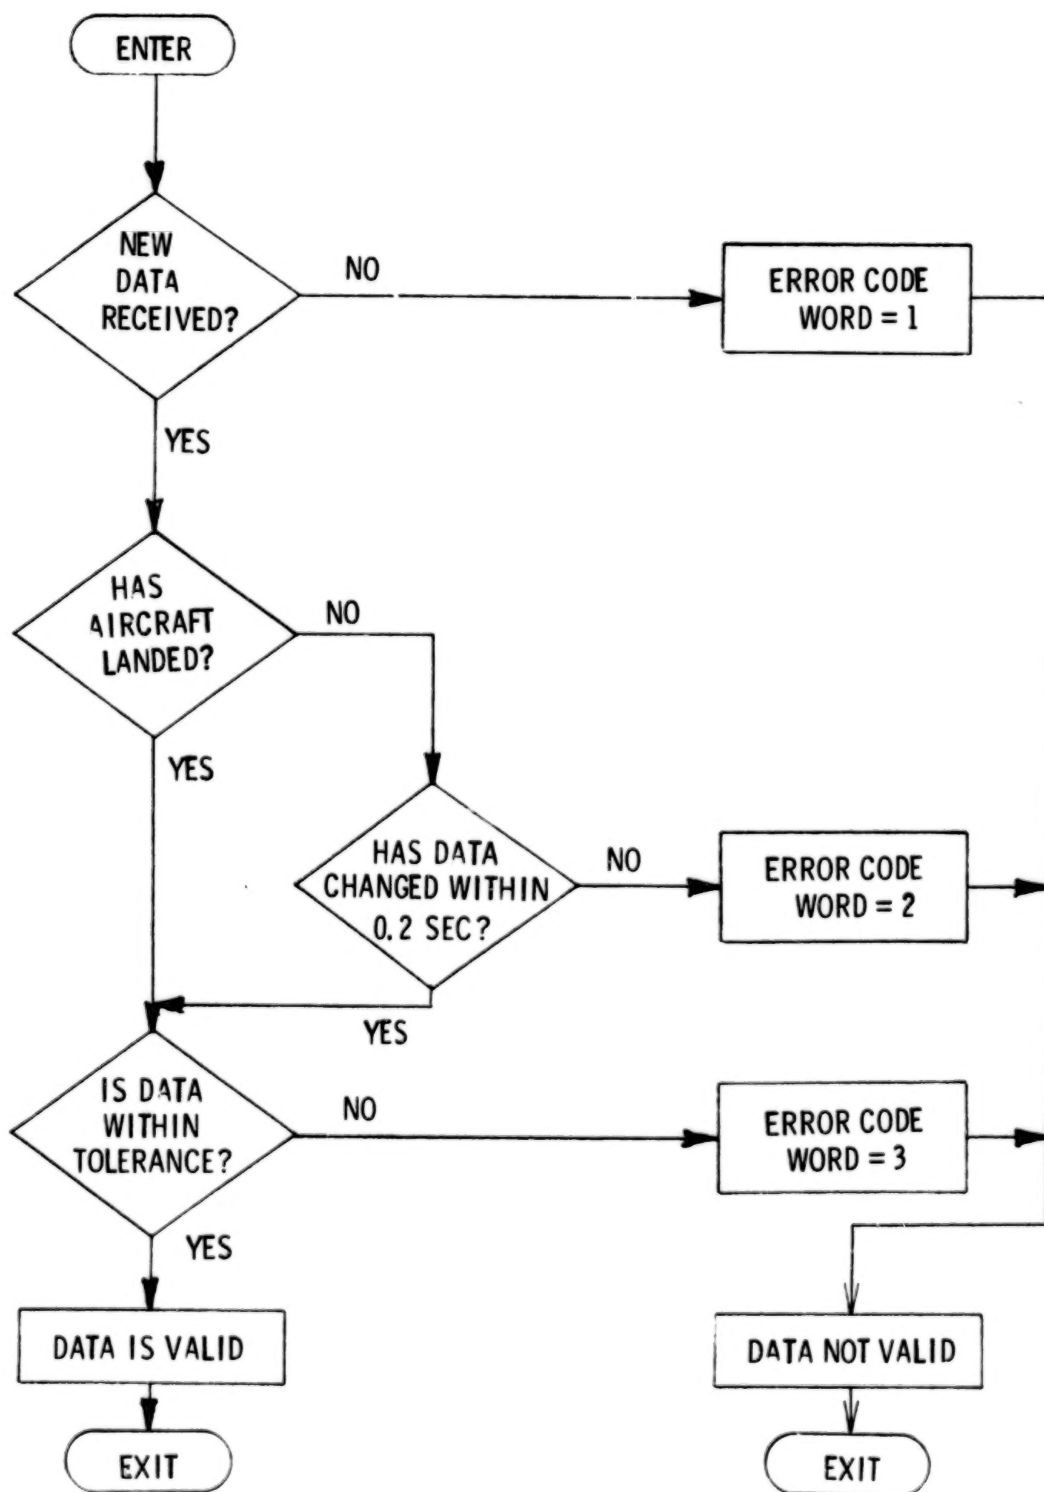 ENTER
NEW
DATA
RECEIVED?
NO
ERROR CODE
WORD = 1
YES
HAS
AIRCRAFT
LANDED?
NO
YES
HAS DATA
CHANGED WITHIN
0.2 SEC?
NO
ERROR CODE
WORD = 2
YES
IS DATA
WITHIN
TOLERANCE?
NO
ERROR CODE
WORD = 3
YES
DATA IS VALID
DATA NOT VALID
EXIT
EXIT